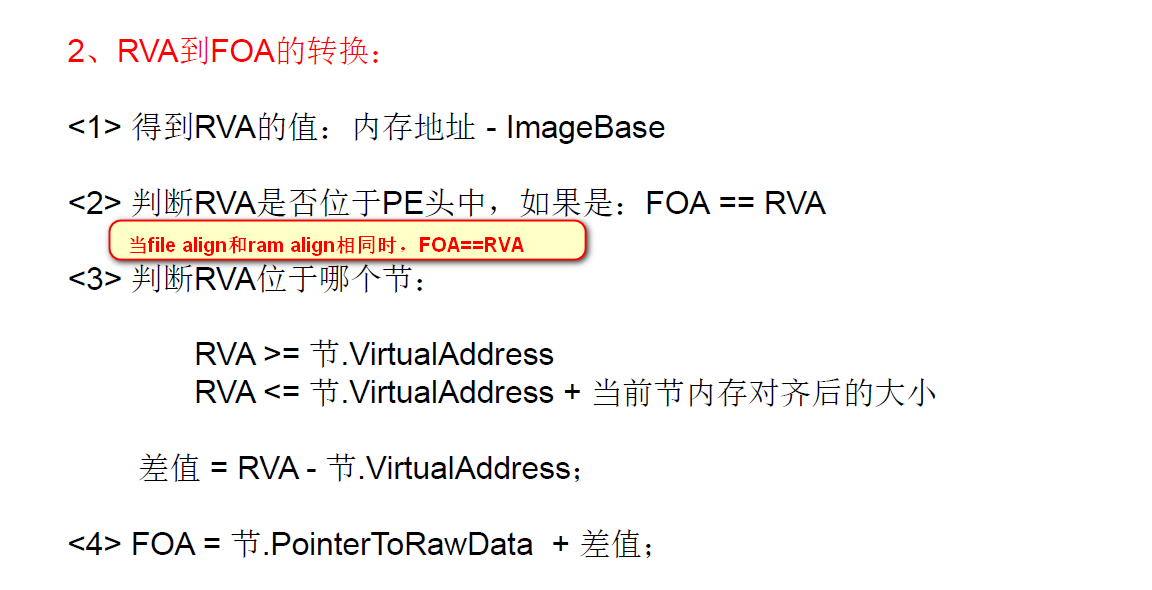 2、RVA到FOA的转换：
<1> 得到RVA的值：内存地址 - ImageBase
<2> 判断RVA是否位于PE头中，如果是：FOA == RVA
当file align和ram align相同时，FOA==RVA
<3> 判断RVA位于哪个节：
RVA >= 节.VirtualAddress
RVA <= 节.VirtualAddress + 当前节内存对齐后的大小
差值 = RVA - 节.VirtualAddress；
<4> FOA = 节.PointerToRawData + 差值；